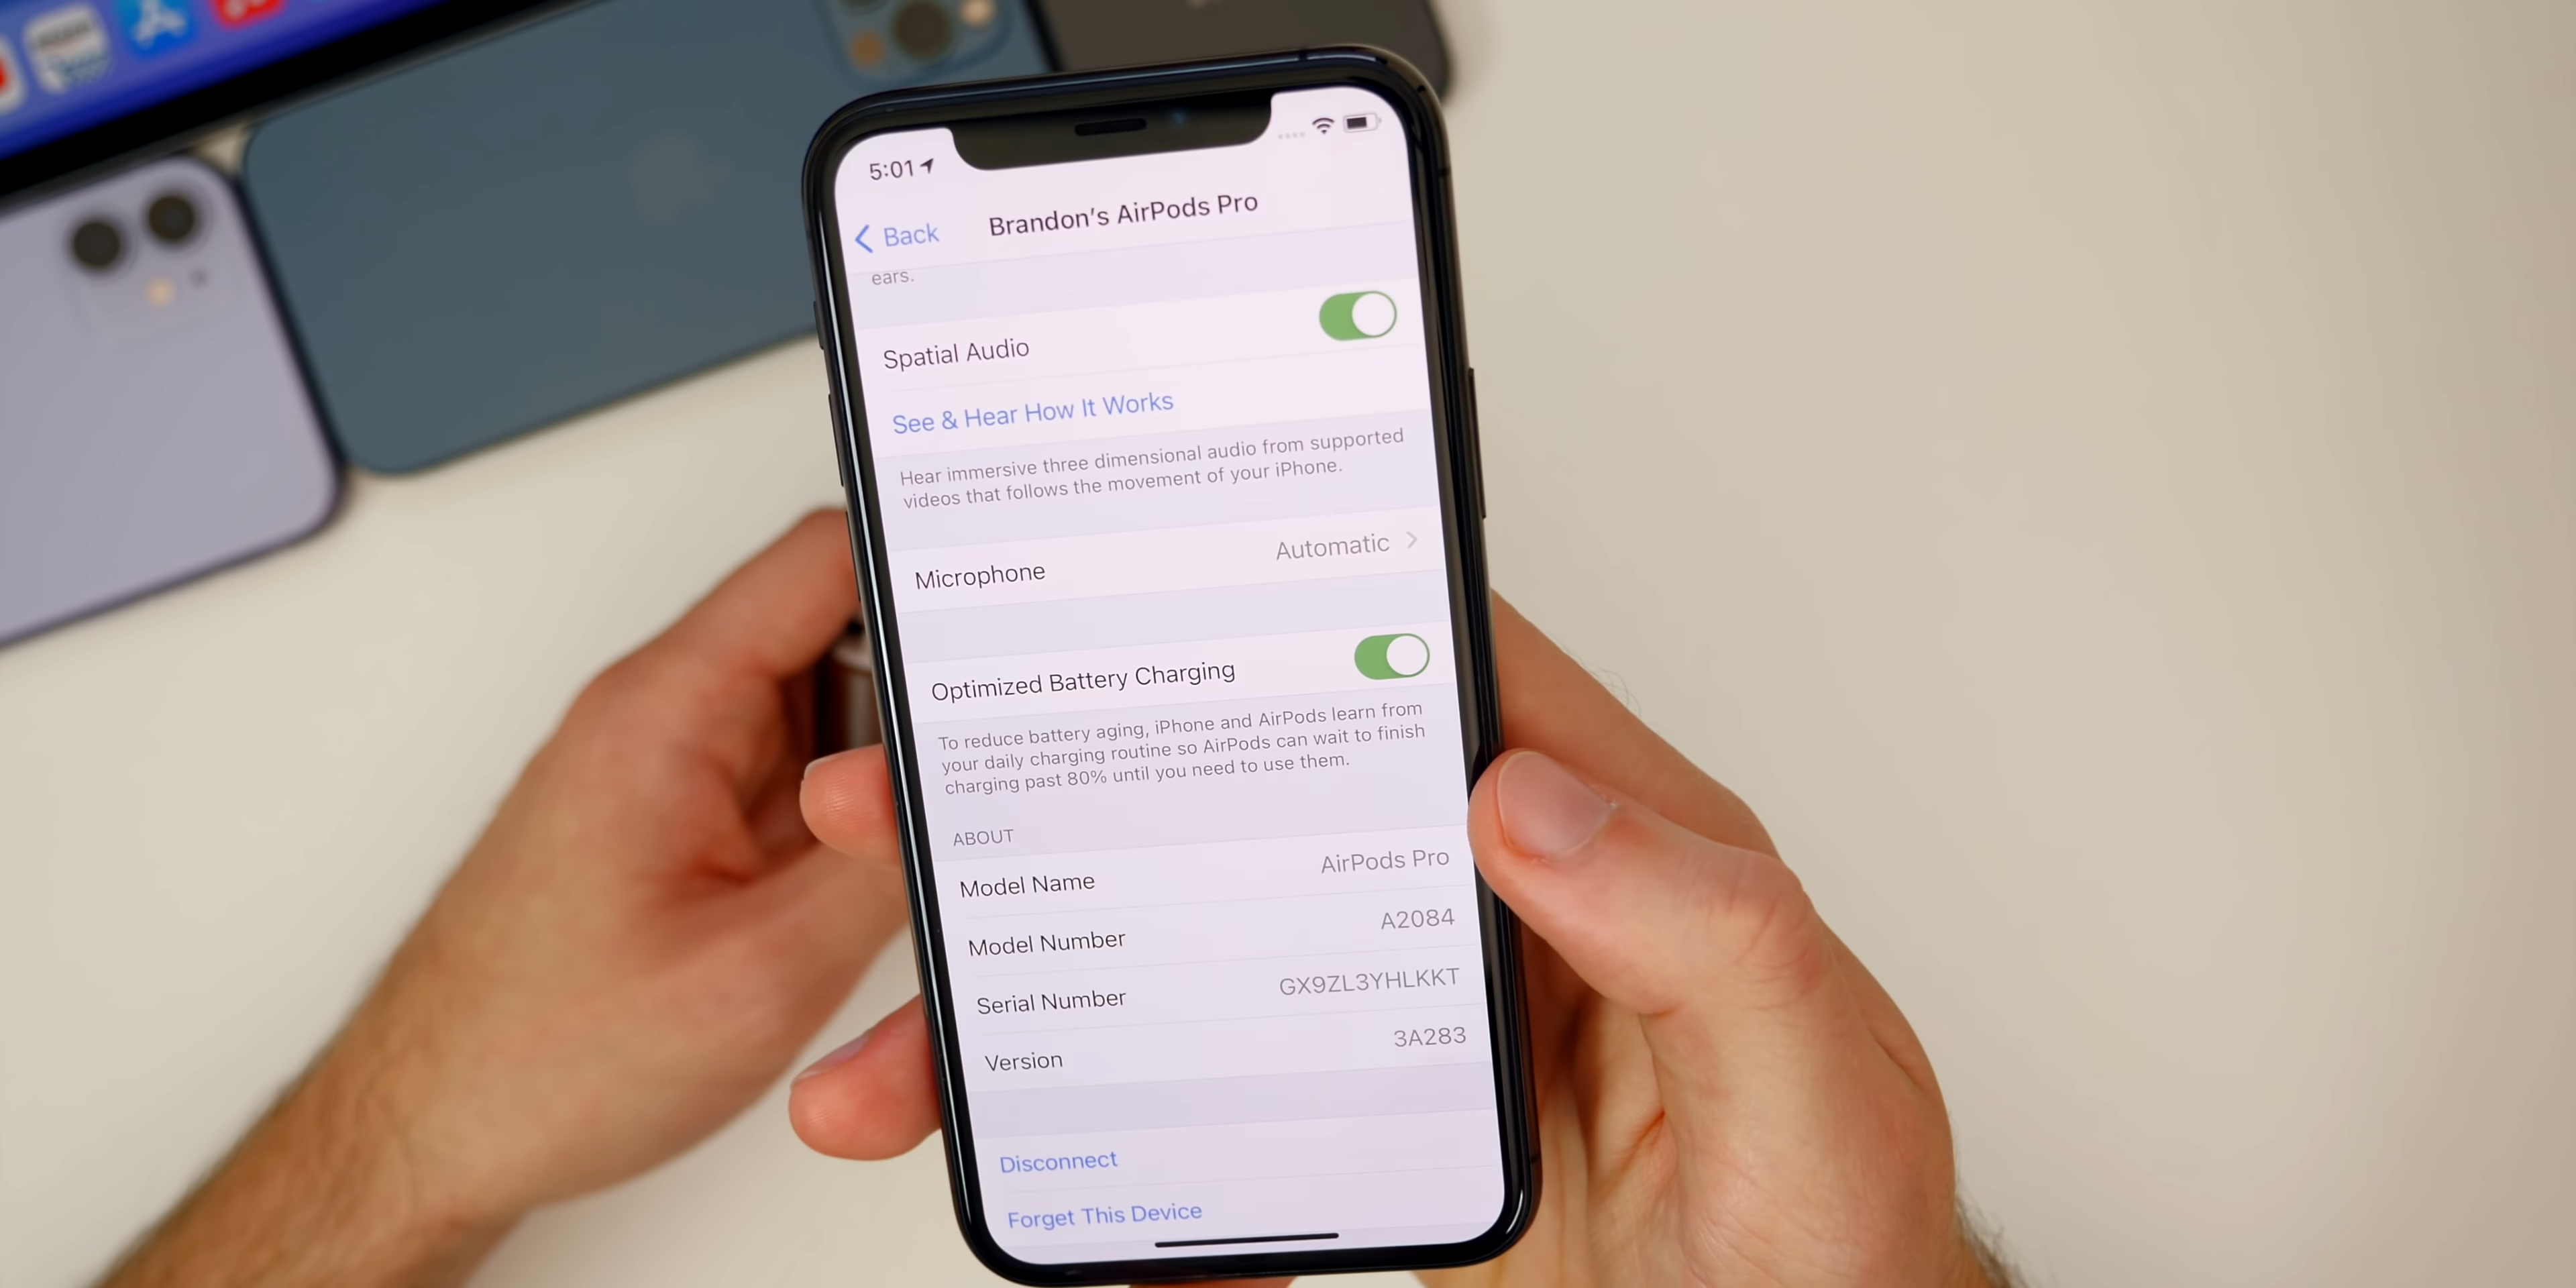 5:01
Back
Brandon's AirPods Pro
ears.
Spatial Audio
See & Hear How It Works
Hear immersive three dimensional audio from supported
videos that follows the movement of your iPhone.
Microphone
Automatic
Optimized Battery Charging
To reduce battery aging, iPhone and AirPods learn from
your daily charging routine so AirPods can wait to finish
charging past 80% until you need to use them.
ABOUT
Model Name
AirPods Pro
Model Number
A2084
Serial Number
GX9ZL3YHLKKT
Version
3A283
Disconnect
Forget This Device